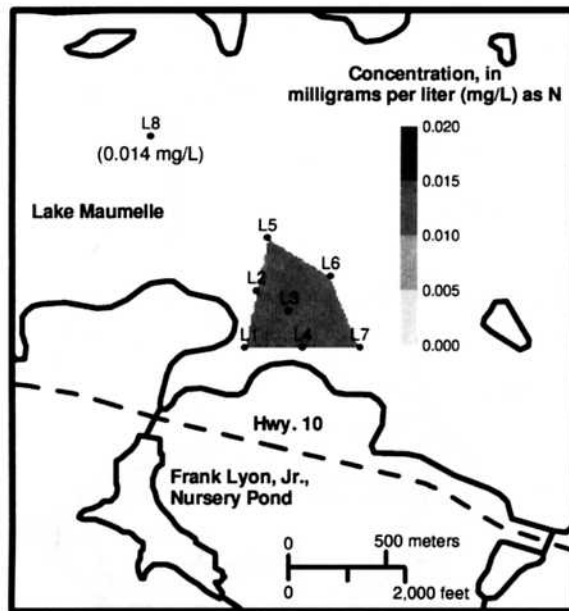 Concentration, in
milligrams per liter (mg/L) as N
L8
(0.014 mg/L)
0.020
0.015
0.010
0.005
0.000
Lake Maumelle
L5
L6
L2
L3
L1
L4
L7
Hwy. 10
Frank Lyon, Jr.,
Nursery Pond
0
500 meters
0
2,000 feet